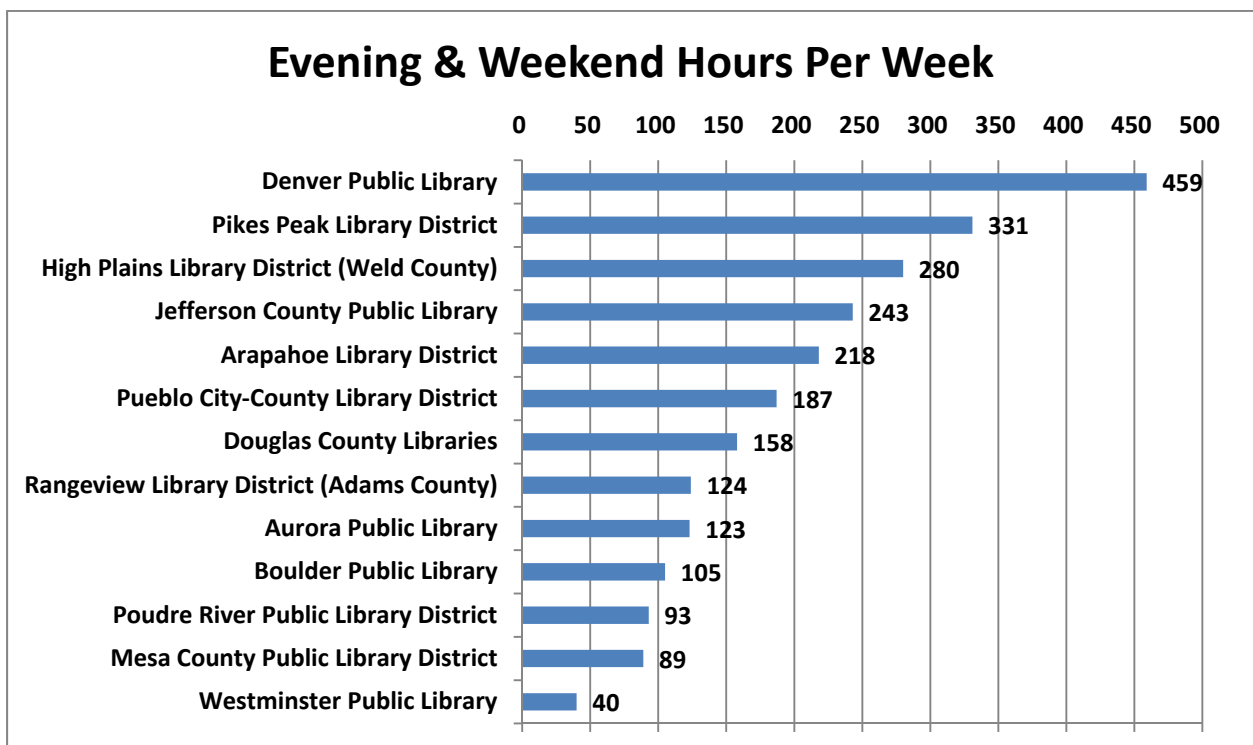 Evening & Weekend Hours Per Week
0 50 100 150 200 250 300 350 400 450 500
Denver Public Library 459
Pikes Peak Library District 331
High Plains Library District (Weld County) 280
Jefferson County Public Library 243
Arapahoe Library District 218
Pueblo City-County Library District 187
Douglas County Libraries 158
Rangeview Library District (Adams County) 124
Aurora Public Library 123
Boulder Public Library 105
Poudre River Public Library District 93
Mesa County Public Library District 89
Westminster Public Library 40